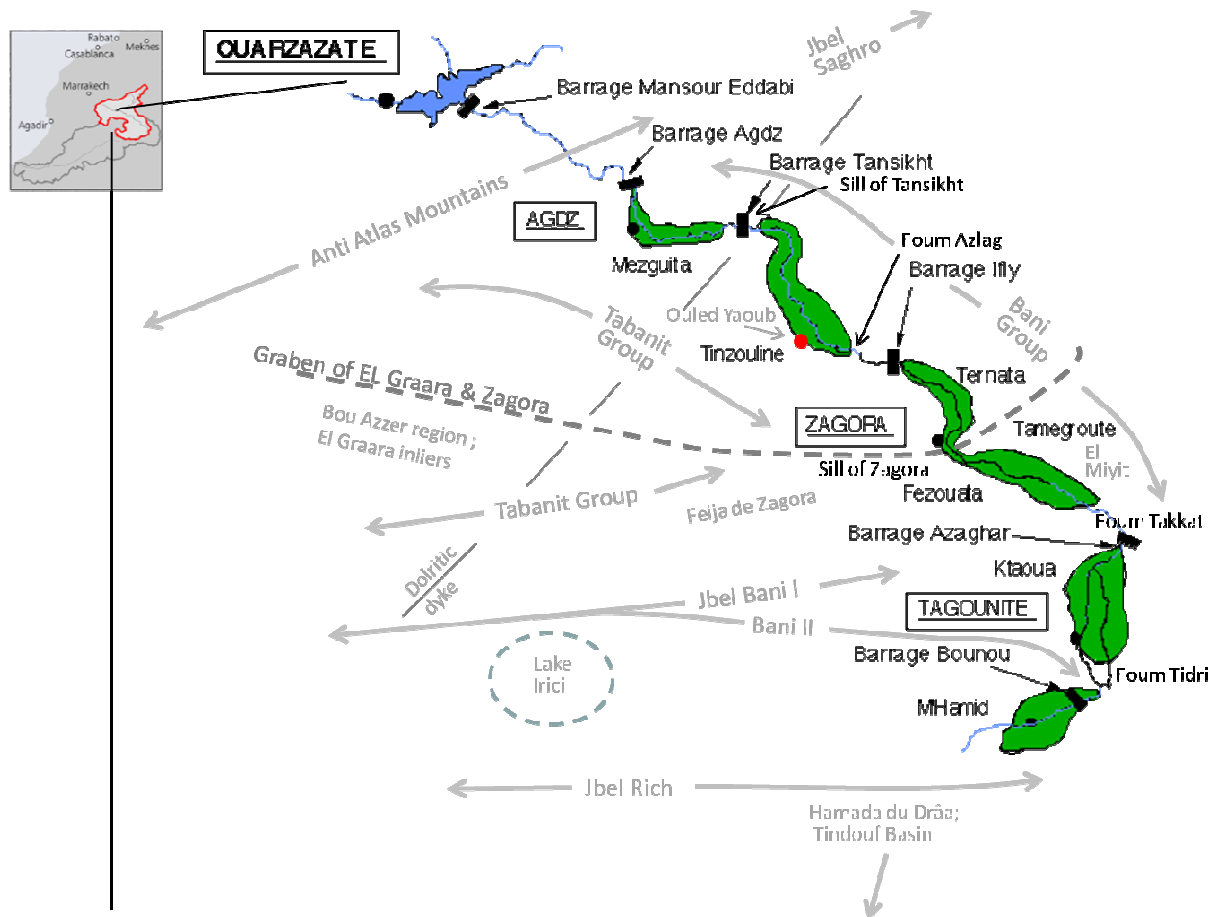 Rabato
Casablanca
Meknes
Marrakech
Agadir
OUARZAZATE
Barrage Mansour Eddabi
Jbel
Saghro
Barrage Agdz
Barrage Tansikht
Sill of Tansikht
Anti Atlas Mountains
AGDZ
Mezguita
Foum Azlag
Barrage Ifly
Ouled Yaoub
Tinzouline
Tabanit
Group
Bani
Group
Graben of EL Graara & Zagora
Ternata
Bou Azzer region ;
El Graara inliers
ZAGORA
Tamegroute
El
Miyit
Sill of Zagora
Fezouata
Tabanit Group
Feija de Zagora
Foum Takkat
Barrage Azaghar
Ktaoua
Dolritic
dyke
Jbel Bani I
TAGOUNITE
Bani II
Barrage Bounou
Lake
Irici
Foum Tidri
M'Hamid
Jbel Rich
Hamada du Drâa;
Tindouf Basin